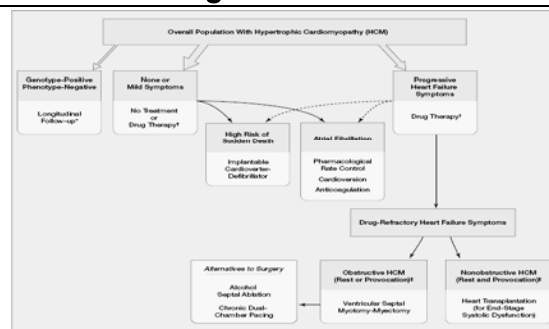 Overall Population With Hypertrophic Cardiomyopathy (HCM)
Genotype-Positive
Phenotype-Negative
Longitudinal
Follow-up*
None or
Mild Symptoms
No Treatment
or
Drug Therapy†
Progressive
Heart Failure
Symptoms
Drug Therapy†
High Risk of
Sudden Death
Implantable
Cardioverter-
Defibrillator
Atrial Fibrillation
Pharmacological
Rate Control
Cardioversion
Anticoagulation
Drug-Refractory Heart Failure Symptoms
Alternatives to Surgery
Alcohol
Septal Ablation
Chronic Dual-
Chamber Pacing
Obstructive HCM
(Rest or Provocation)‡
Ventricular Septal
Myotomy-Myectomy
Nonobstructive HCM
(Rest and Provocation)‡
Heart Transplantation
(for End-Stage
Systolic Dysfunction)